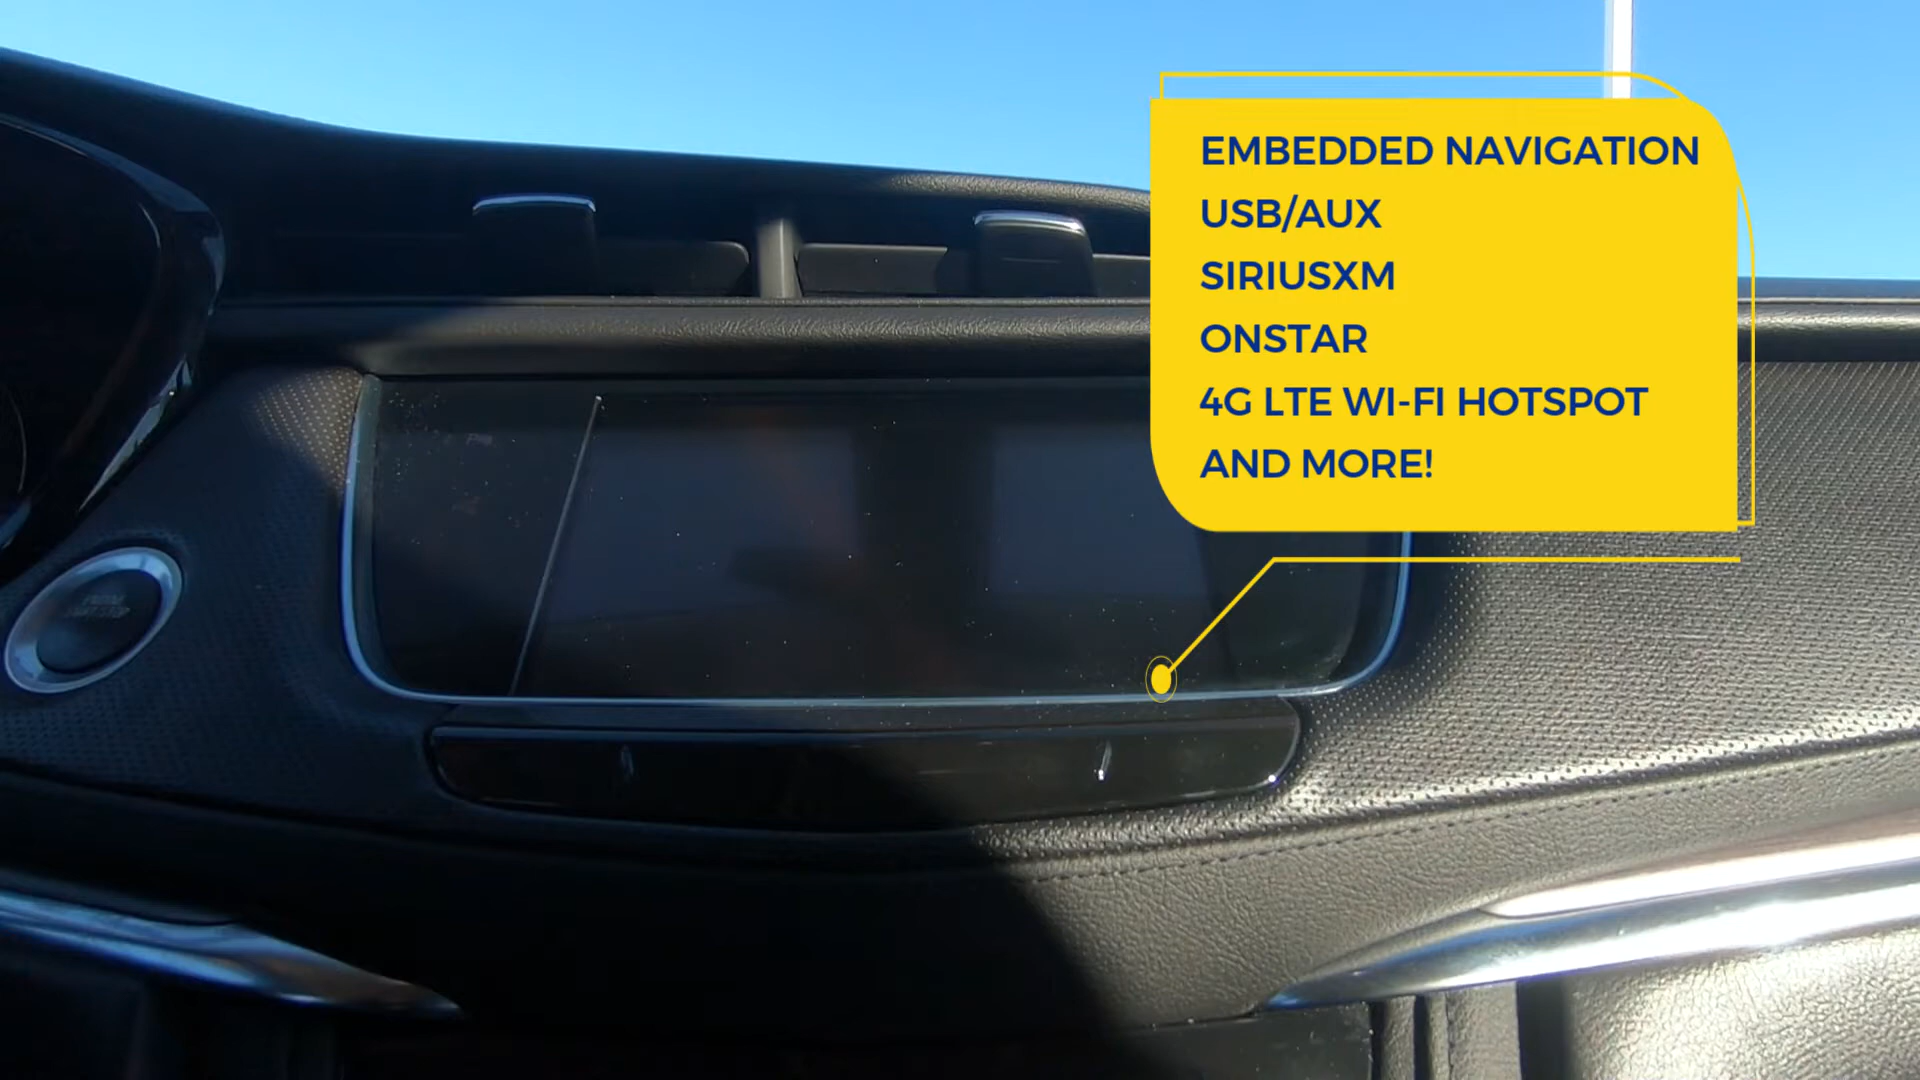 EMBEDDED NAVIGATION
USB/AUX
SIRIUSXM
ONSTAR
4G LTE WI-FI HOTSPOT
AND MORE!